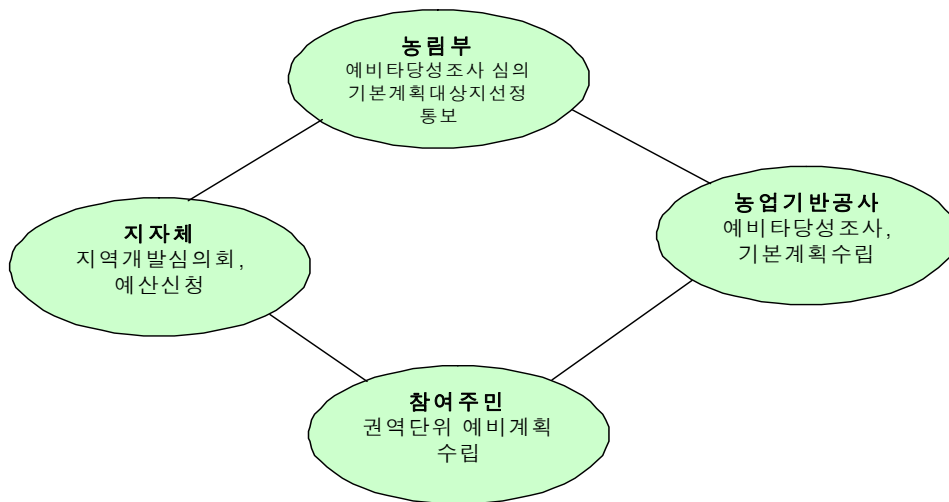 농림부
예비타당성조사 심의
기본계획대상지선정
통보
지자체
지역개발심의회,
예산신청
농업기반공사
예비타당성조사,
기본계획수립
참여주민
권역단위 예비계획
수립